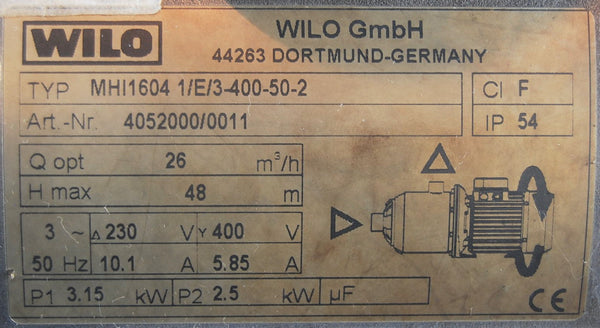 WILO WILO GmbH
44263 DORTMUND-GERMANY
TYP MHI1604 1/E/3-400-50-2 Cl F
Art.-Nr. 4052000/0011 IP 54
Q opt 26 m³/h
H max 48 m
3 ~ △ 230 V Y 400 V
50 Hz 10.1 A 5.85 A
P1 3.15 kW P2 2.5 kW µF
CE